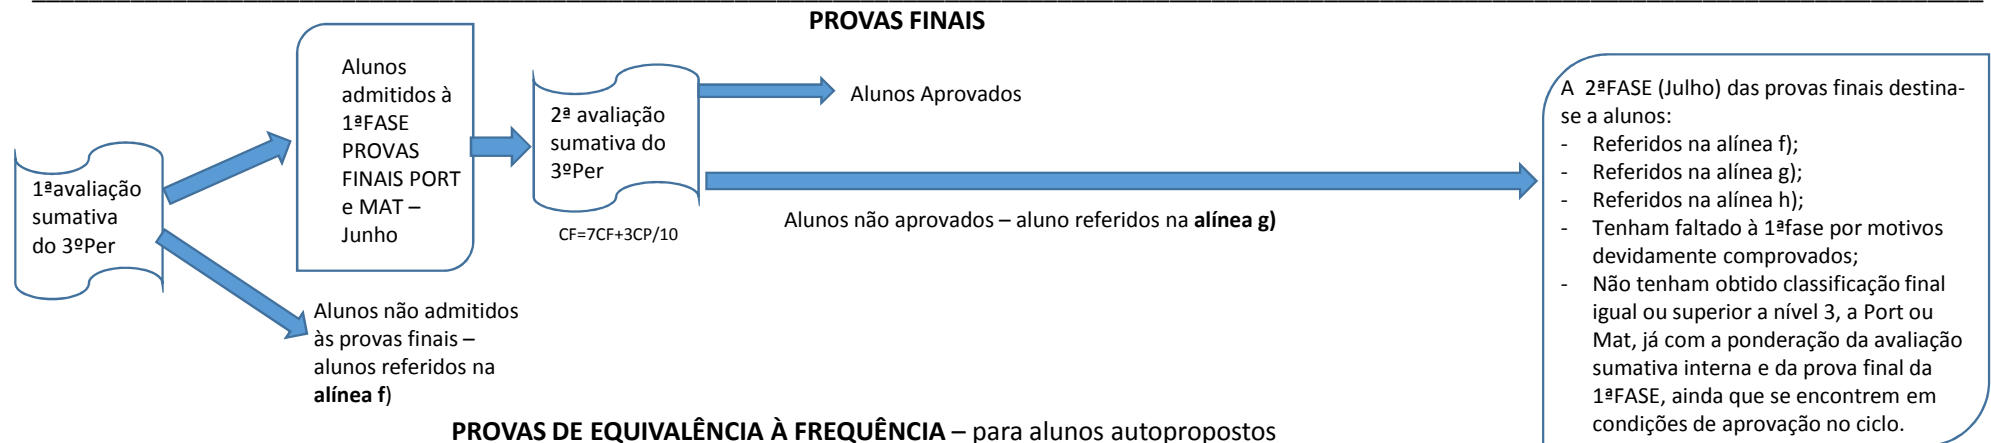 PROVAS FINAIS
1ªavaliação
sumativa
do 3ºPer
Alunos
admitidos à
1ªFASE
PROVAS
FINAIS PORT
e MAT –
Junho
Alunos não admitidos
às provas finais –
alunos referidos na
alínea f)
2ª avaliação
sumativa do
3ºPer
CF=7CF+3CP/10
Alunos Aprovados
Alunos não aprovados – aluno referidos na alínea g)
A 2ªFASE (Julho) das provas finais destina-
se a alunos:
- Referidos na alínea f);
- Referidos na alínea g);
- Referidos na alínea h);
- Tenham faltado à 1ªfase por motivos
devidamente comprovados;
- Não tenham obtido classificação final
igual ou superior a nível 3, a Port ou
Mat, já com a ponderação da avaliação
sumativa interna e da prova final da
1ªFASE, ainda que se encontrem em
condições de aprovação no ciclo.
PROVAS DE EQUIVALÊNCIA À FREQUÊNCIA – para alunos autopropostos